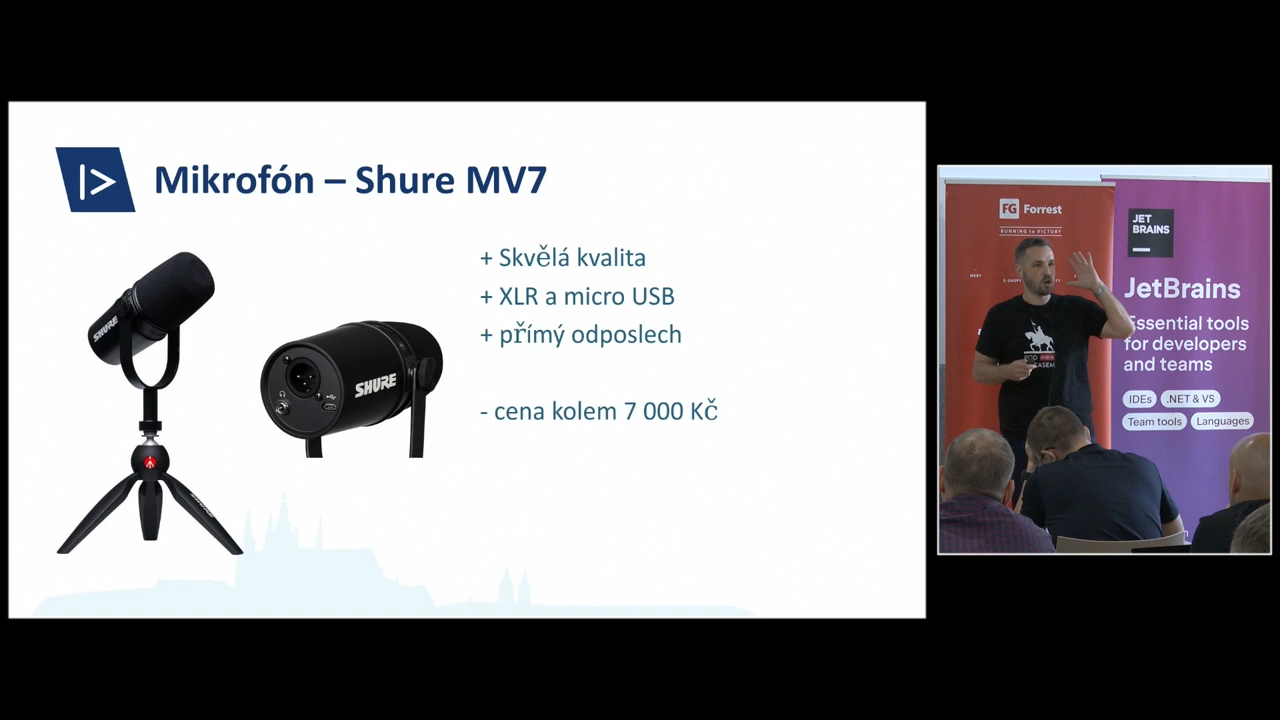 Mikrofón – Shure MV7
+ Skvělá kvalita
+ XLR a micro USB
+ přímý odposlech
- cena kolem 7 000 Kč
SHURE
SHURE
FG Forrest
RUNNING to VICTORY
JET
BRAINS
JetBrains
Essential tools
for developers
and teams
IDEs
.NET & VS
Team tools
Languages